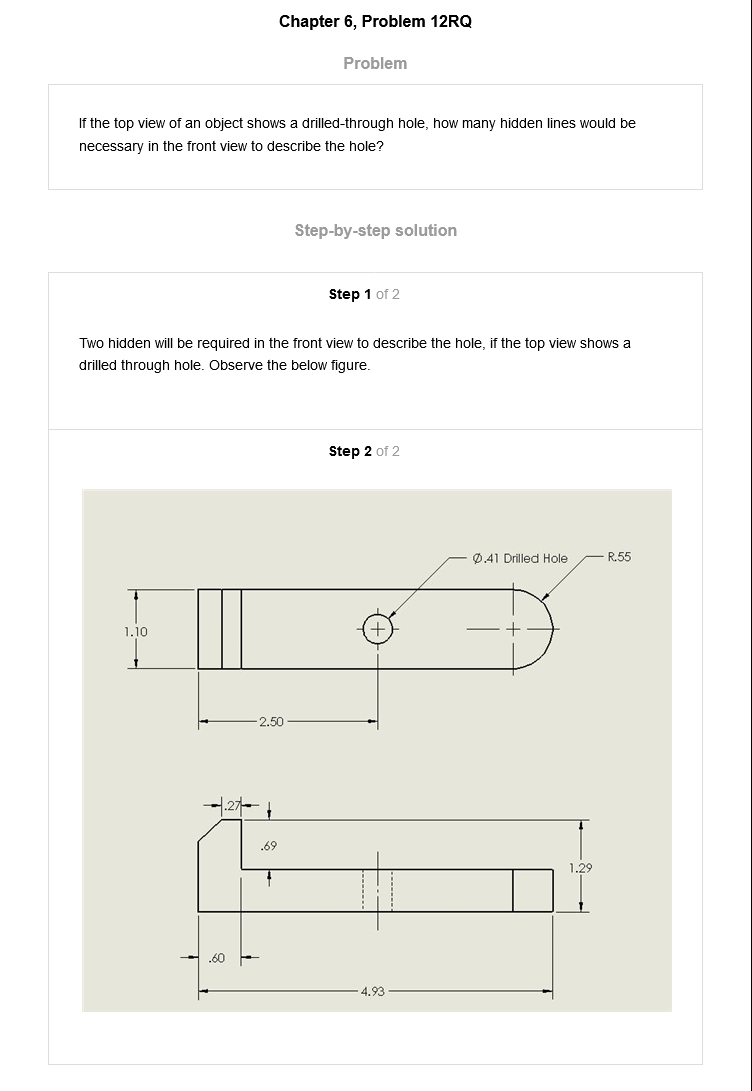 Chapter 6, Problem 12RQ
Problem
If the top view of an object shows a drilled-through hole, how many hidden lines would be
necessary in the front view to describe the hole?
Step-by-step solution
Step 1 of 2
Two hidden will be required in the front view to describe the hole, if the top view shows a
drilled through hole. Observe the below figure.
Step 2 of 2
Ø.41 Drilled Hole
R.55
1.10
2.50
.27
.69
1.29
.60
4.93